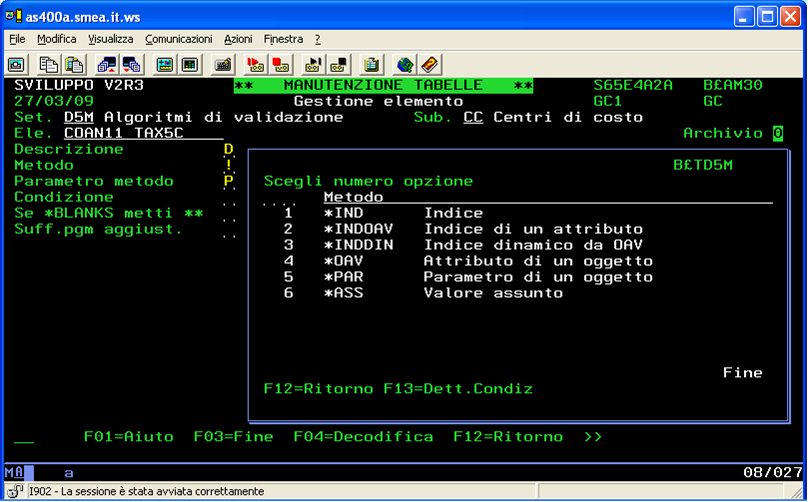 as400a.smea.it.ws
File Modifica Visualizza Comunicazioni Azioni Finestra ?
SVILUPPO V2R3 ** MANUTENZIONE TABELLE ** S65E4A2A B£AM30
27/03/09 Gestione elemento GC1 GC
Set. D5M Algoritmi di validazione Sub. CC Centri di costo
Ele. COAN11 TAX5C Archivio 0
Descrizione D
Metodo !
Parametro metodo P
Condizione . .
Se *BLANKS metti ** . .
Suff.pgm aggiust. . .
B£TD5M
Scegli numero opzione
.... Metodo
1 *IND Indice
2 *INDOAV Indice di un attributo
3 *INDDIN Indice dinamico da OAV
4 *OAV Attributo di un oggetto
5 *PAR Parametro di un oggetto
6 *ASS Valore assunto
Fine
F12=Ritorno F13=Dett.Condiz
F01=Aiuto F03=Fine F04=Decodifica F12=Ritorno >>
MA a 08/027
I902 - La sessione è stata avviata correttamente